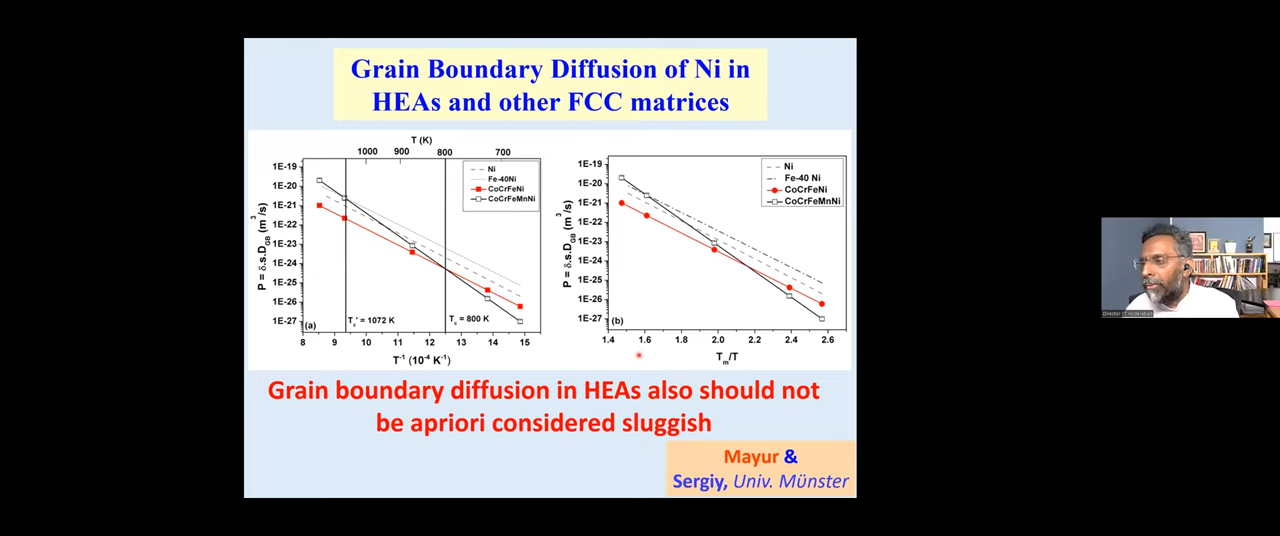 Grain Boundary Diffusion of Ni in
HEAs and other FCC matrices
T (K)
1000 900 800 700
1E-19
1E-20
1E-21
1E-22
1E-23
1E-24
1E-25
1E-26
1E-27
P = δ.s.D_GB (m³/s)
Ni
Fe-40Ni
CoCrFeNi
CoCrFeMnNi
(a)
T_c' = 1072 K
T_c = 800 K
8 9 10 11 12 13 14 15
T⁻¹ (10⁻⁴ K⁻¹)
1E-19
1E-20
1E-21
1E-22
1E-23
1E-24
1E-25
1E-26
1E-27
P = δ.s.D_GB (m³/s)
Ni
Fe-40 Ni
CoCrFeNi
CoCrFeMnNi
(b)
1.4 1.6 1.8 2.0 2.2 2.4 2.6
T_m/T
Grain boundary diffusion in HEAs also should not
be apriori considered sluggish
Mayur &
Sergiy, Univ. Münster
Director IIT Hyderabad